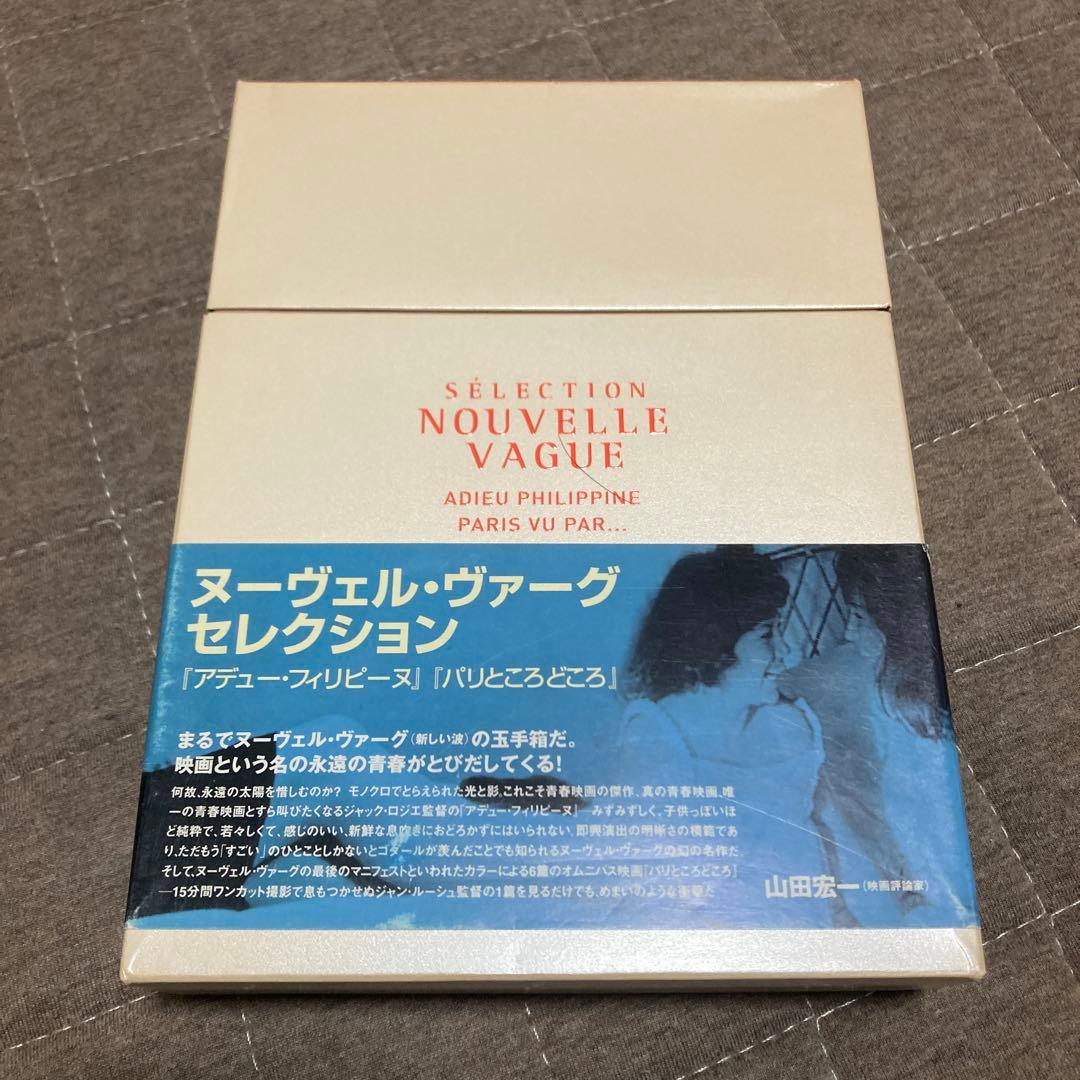 SÉLECTION
NOUVELLE
VAGUE
ADIEU PHILIPPINE
PARIS VU PAR...
ヌーヴェル・ヴァーグ
セレクション
『アデュー・フィリピーヌ』『パリところどころ』
まるでヌーヴェル・ヴァーグ(新しい波)の玉手箱だ。
映画という名の永遠の青春がとびだしてくる!
何故、永遠の太陽を惜しむのか? モノクロでとらえられた光と影、これこそ青春映画の傑作、真の青春映画、唯
一の青春映画とすら叫びたくなるジャック・ロジエ監督の『アデュー・フィリピーヌ』—みずみずしく、子供っぽいほ
ど純粋で、若々しくて、感じのいい、新鮮な息吹きにおどろかずにはいられない、即興演出の明晰さの模範であ
り、ただもう「すごい」のひとことしかないとゴダールが羨んだことでも知られるヌーヴェル・ヴァーグの幻の名作だ
そして、ヌーヴェル・ヴァーグの最後のマニフェストといわれたカラーによる6篇のオムニバス映画『パリところどころ』
—15分間ワンカット撮影で息もつかせぬジャン・ルーシュ監督の1篇を見るだけでも、めまいのような衝撃だ
山田宏一(映画評論家)